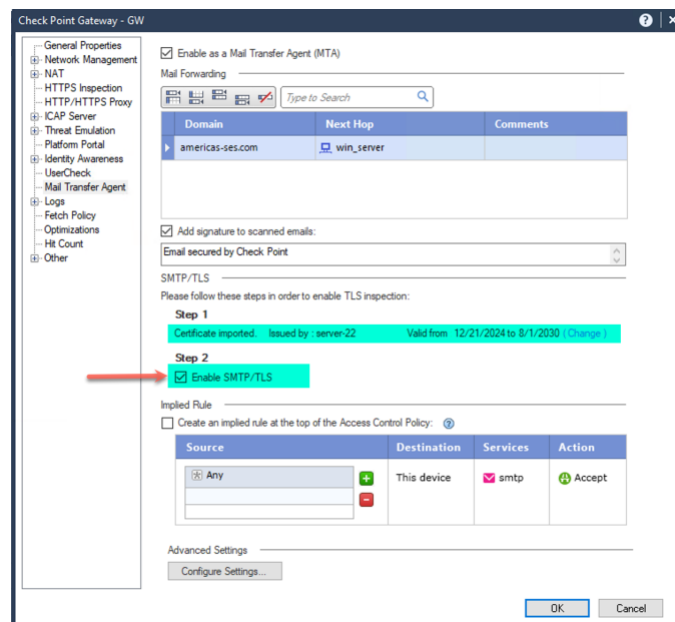 Check Point Gateway - GW
General Properties
Network Management
NAT
HTTPS Inspection
HTTP/HTTPS Proxy
ICAP Server
Threat Emulation
Platform Portal
Identity Awareness
UserCheck
Mail Transfer Agent
Logs
Fetch Policy
Optimizations
Hit Count
Other
Enable as a Mail Transfer Agent (MTA)
Mail Forwarding
Type to Search
Domain Next Hop Comments
americas-ses.com win_server
Add signature to scanned emails:
Email secured by Check Point
SMTP/TLS
Please follow these steps in order to enable TLS inspection:
Step 1
Certificate imported. Issued by : server-22 Valid from 12/21/2024 to 8/1/2030 ( Change )
Step 2
Enable SMTP/TLS
Implied Rule
Create an implied rule at the top of the Access Control Policy: ?
Source Destination Services Action
Any This device smtp Accept
Advanced Settings
Configure Settings...
OK Cancel